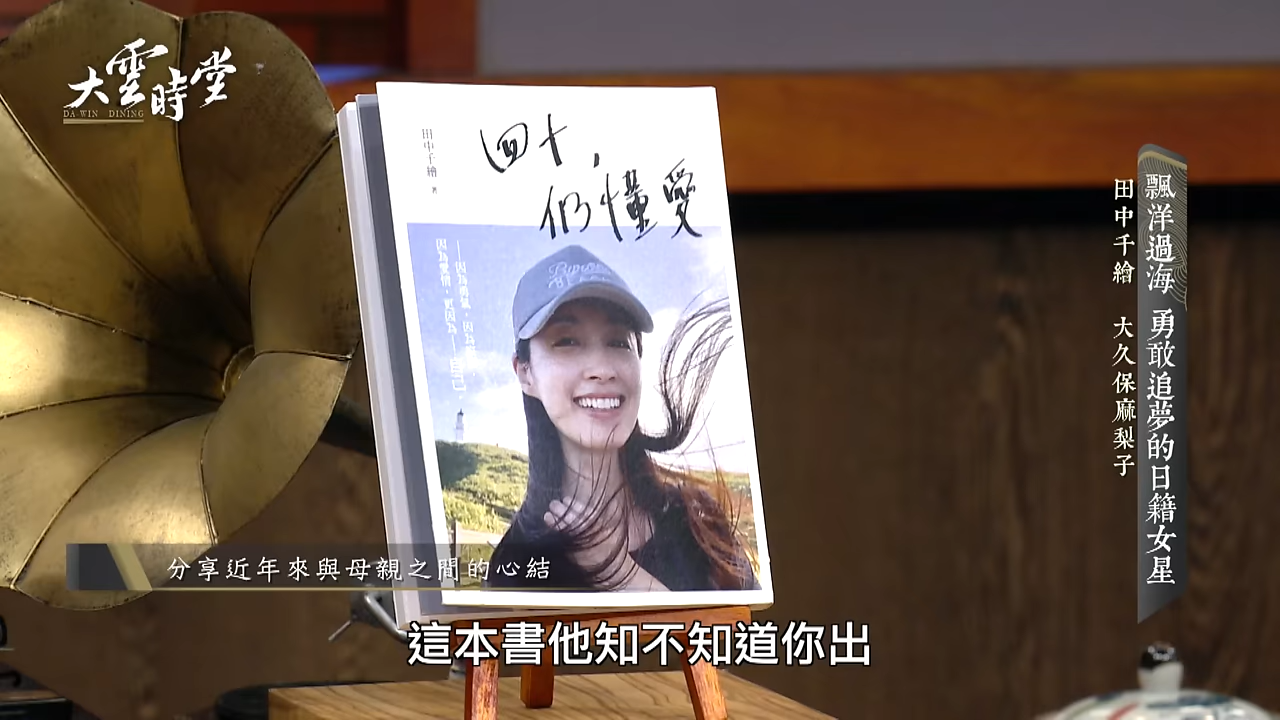 大雲時堂
DA WIN DINING
田中千繪 著
四十，
仍懂愛
因為愛情，更因為——自己。
飄洋過海 勇敢追夢的日籍女星
田中千繪 大久保麻梨子
分享近年來與母親之間的心結
這本書他知不知道你出